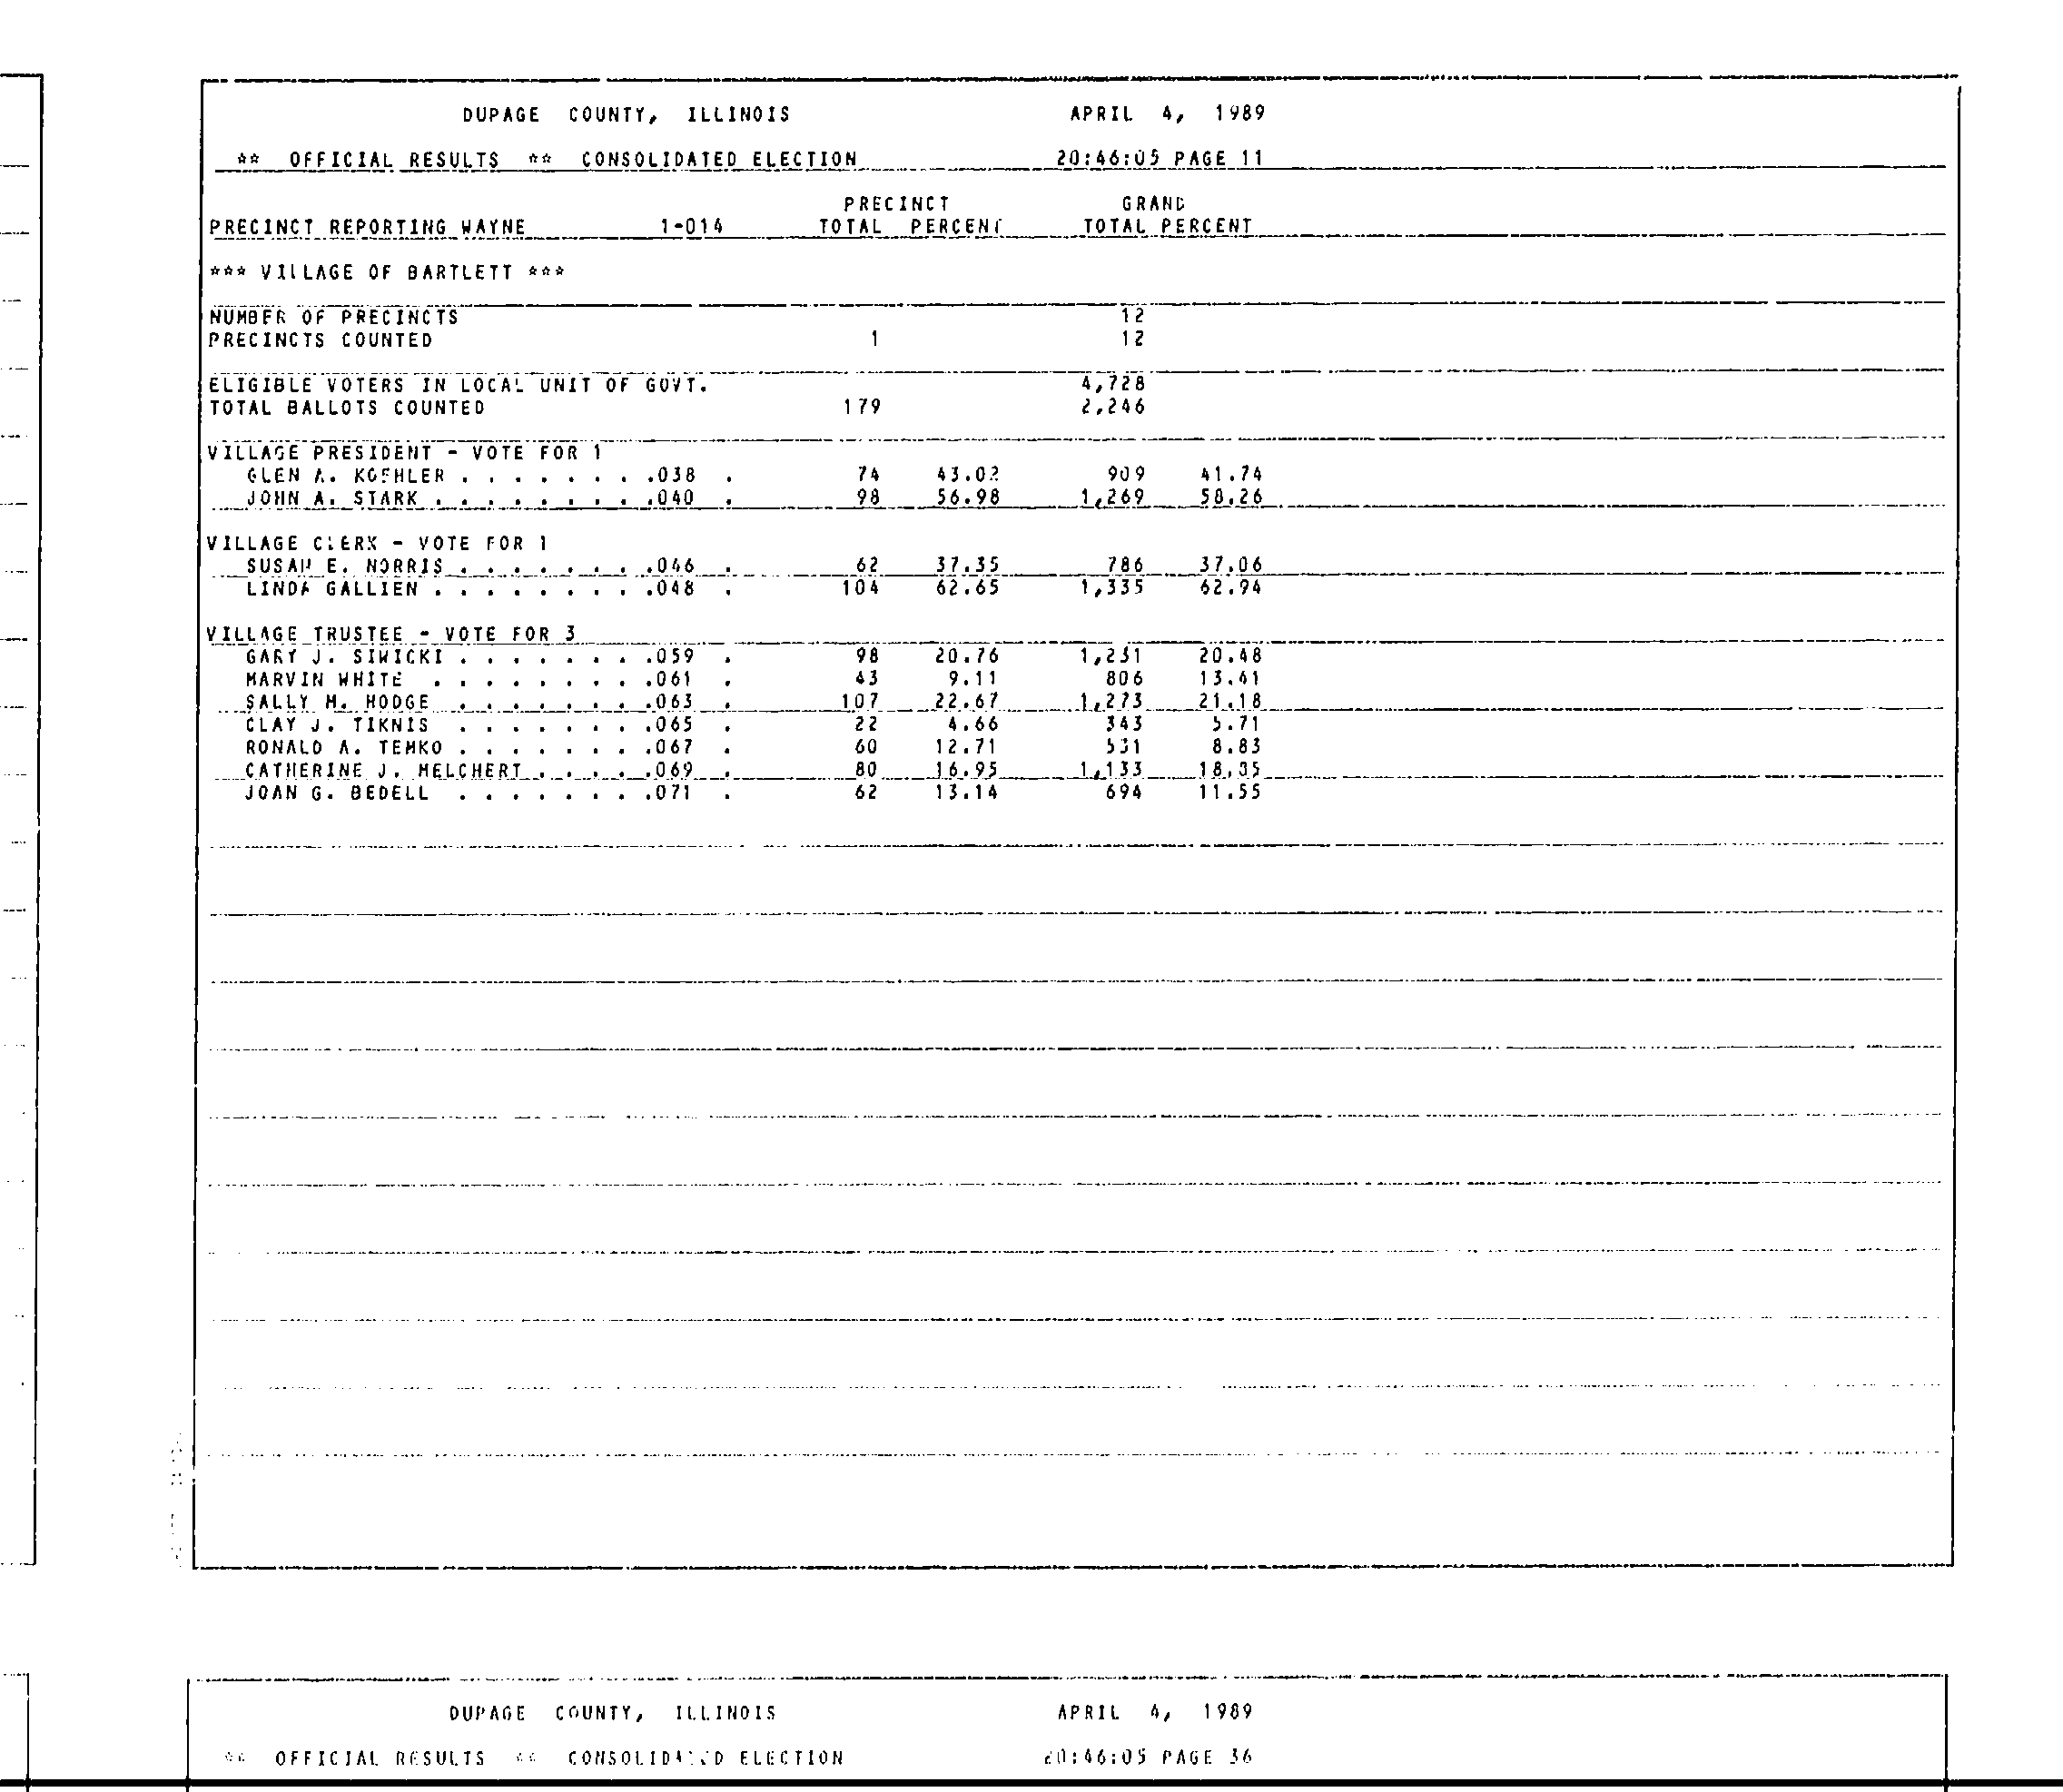 DUPAGE COUNTY, ILLINOIS APRIL 4, 1989
** OFFICIAL RESULTS ** CONSOLIDATED ELECTION 20:46:05 PAGE 11
PRECINCT GRAND
PRECINCT REPORTING WAYNE 1-014 TOTAL PERCENT TOTAL PERCENT
*** VILLAGE OF BARTLETT ***
NUMBER OF PRECINCTS 12
PRECINCTS COUNTED 1 12
ELIGIBLE VOTERS IN LOCAL UNIT OF GOVT. 4,728
TOTAL BALLOTS COUNTED 179 2,246
VILLAGE PRESIDENT - VOTE FOR 1
GLEN A. KOEHLER . . . . . . . .038 . 74 43.02 909 41.74
JOHN A. STARK . . . . . . . . .040 . 98 56.98 1,269 58.26
VILLAGE CLERK - VOTE FOR 1
SUSAN E. NORRIS . . . . . . . .046 . 62 37.35 786 37.06
LINDA GALLIEN . . . . . . . . .048 . 104 62.65 1,335 62.94
VILLAGE TRUSTEE - VOTE FOR 3
GARY J. SIWICKI . . . . . . . .059 . 98 20.76 1,231 20.48
MARVIN WHITE . . . . . . . . .061 . 43 9.11 806 13.41
SALLY M. HODGE . . . . . . . .063 . 107 22.67 1,273 21.18
CLAY J. TIKNIS . . . . . . . .065 . 22 4.66 343 5.71
RONALD A. TEMKO . . . . . . . .067 . 60 12.71 531 8.83
CATHERINE J. MELCHERT . . . . .069 . 80 16.95 1,133 18.85
JOAN G. BEDELL . . . . . . . .071 . 62 13.14 694 11.55
DUPAGE COUNTY, ILLINOIS APRIL 4, 1989
** OFFICIAL RESULTS ** CONSOLIDATED ELECTION 20:46:05 PAGE 36